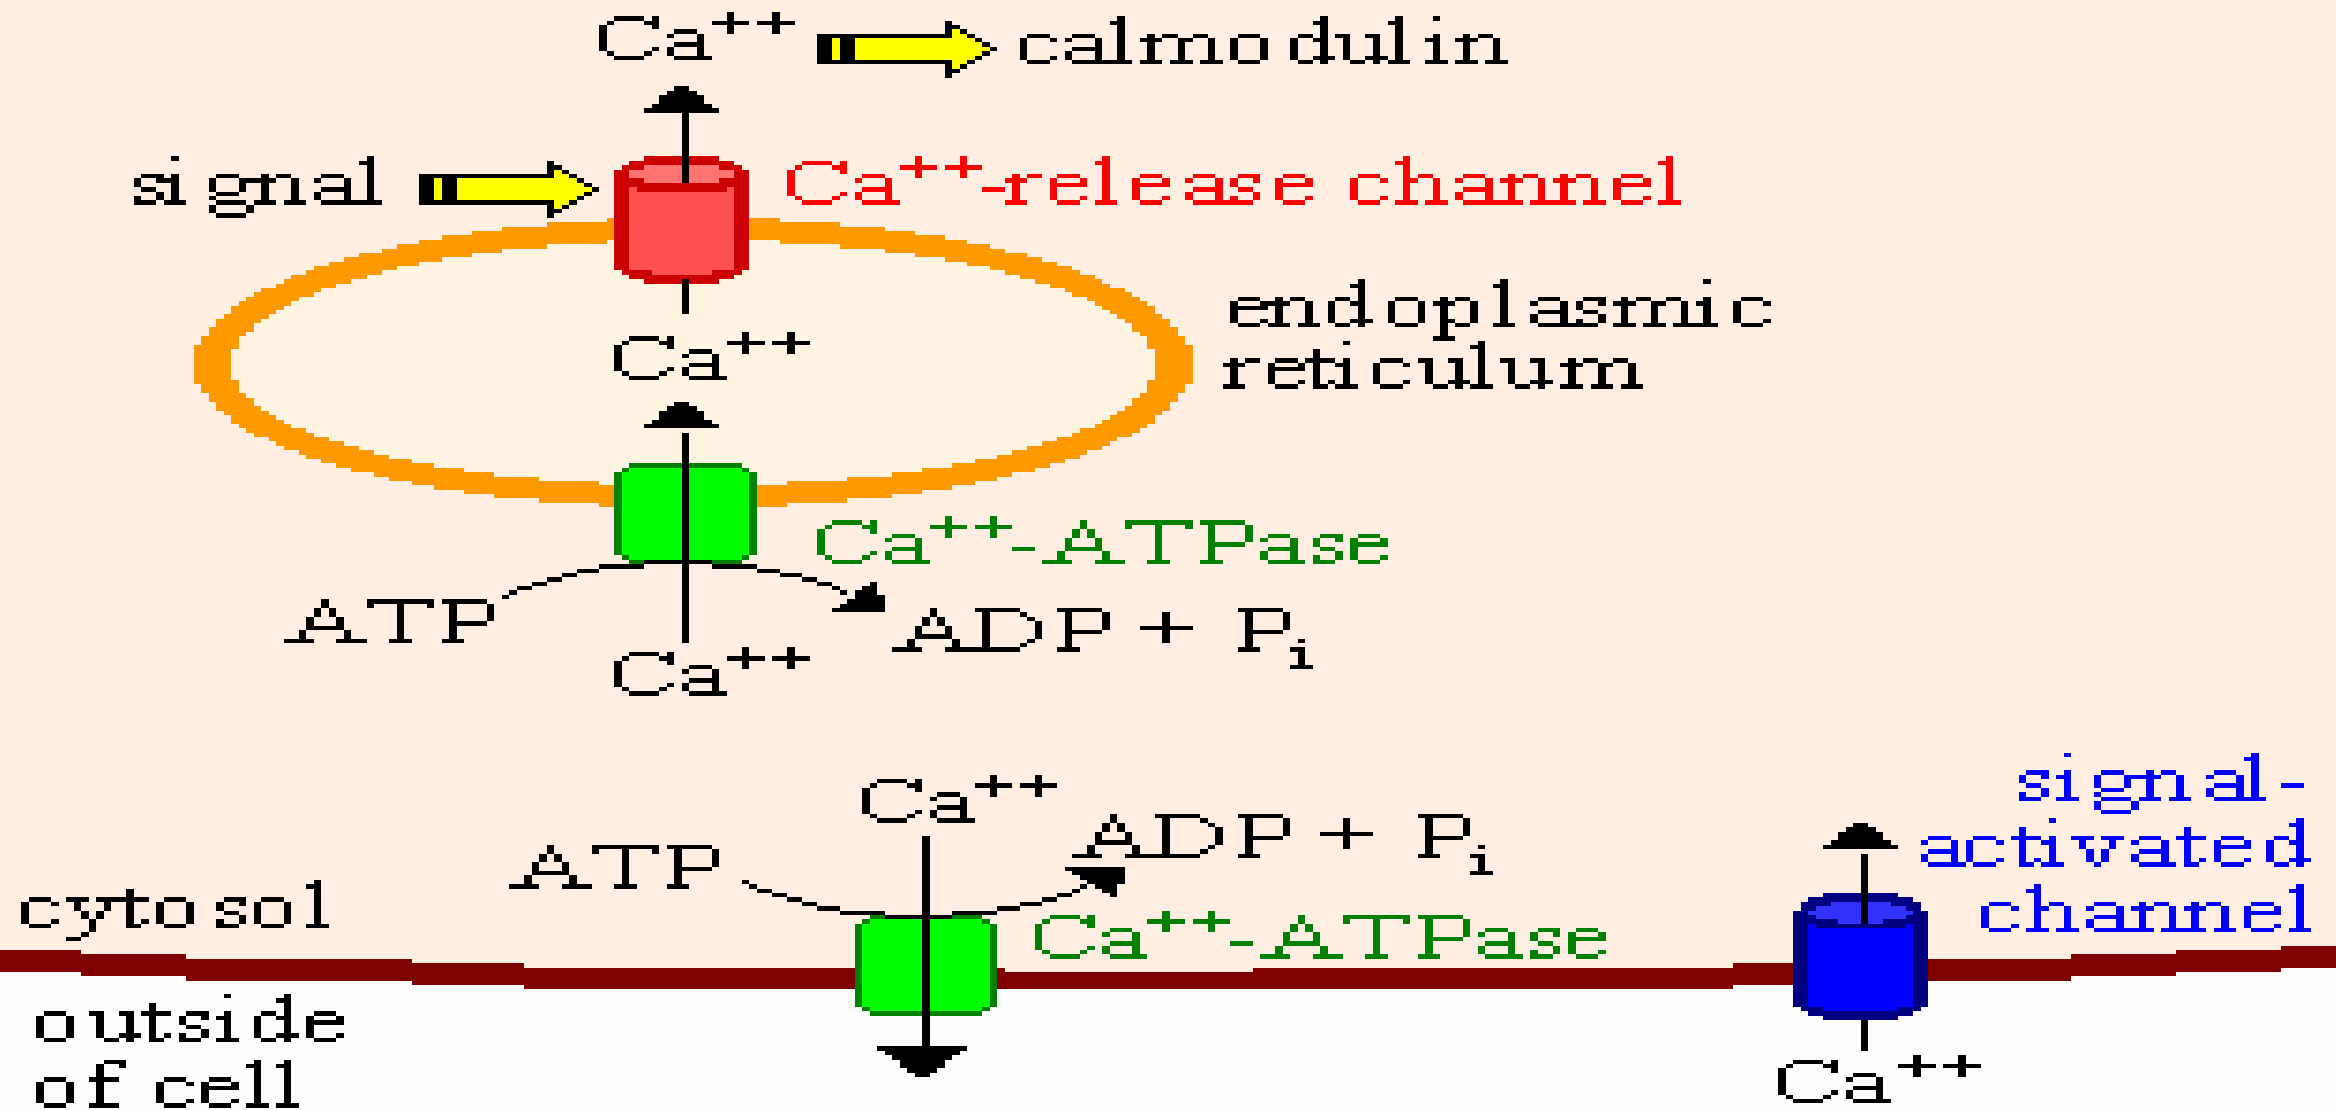 Ca++ calmodulin
signal Ca++-release channel
endoplasmic
reticulum
Ca++
Ca++-ATPase
ATP ADP + Pi
Ca++
signal-
activated
channel
Ca++
ATP ADP + Pi
cytosol Ca++-ATPase
outside
of cell
Ca++